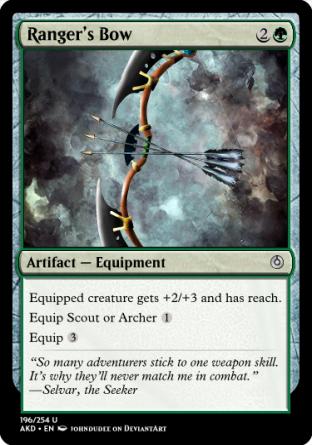 Ranger's Bow 2
Artifact — Equipment
Equipped creature gets +2/+3 and has reach.
Equip Scout or Archer 1
Equip 3
“So many adventurers stick to one weapon skill.
It's why they'll never match me in combat.”
—Selvar, the Seeker
196/254 U
AKD • EN JOHNDUDEE ON DEVIANTART